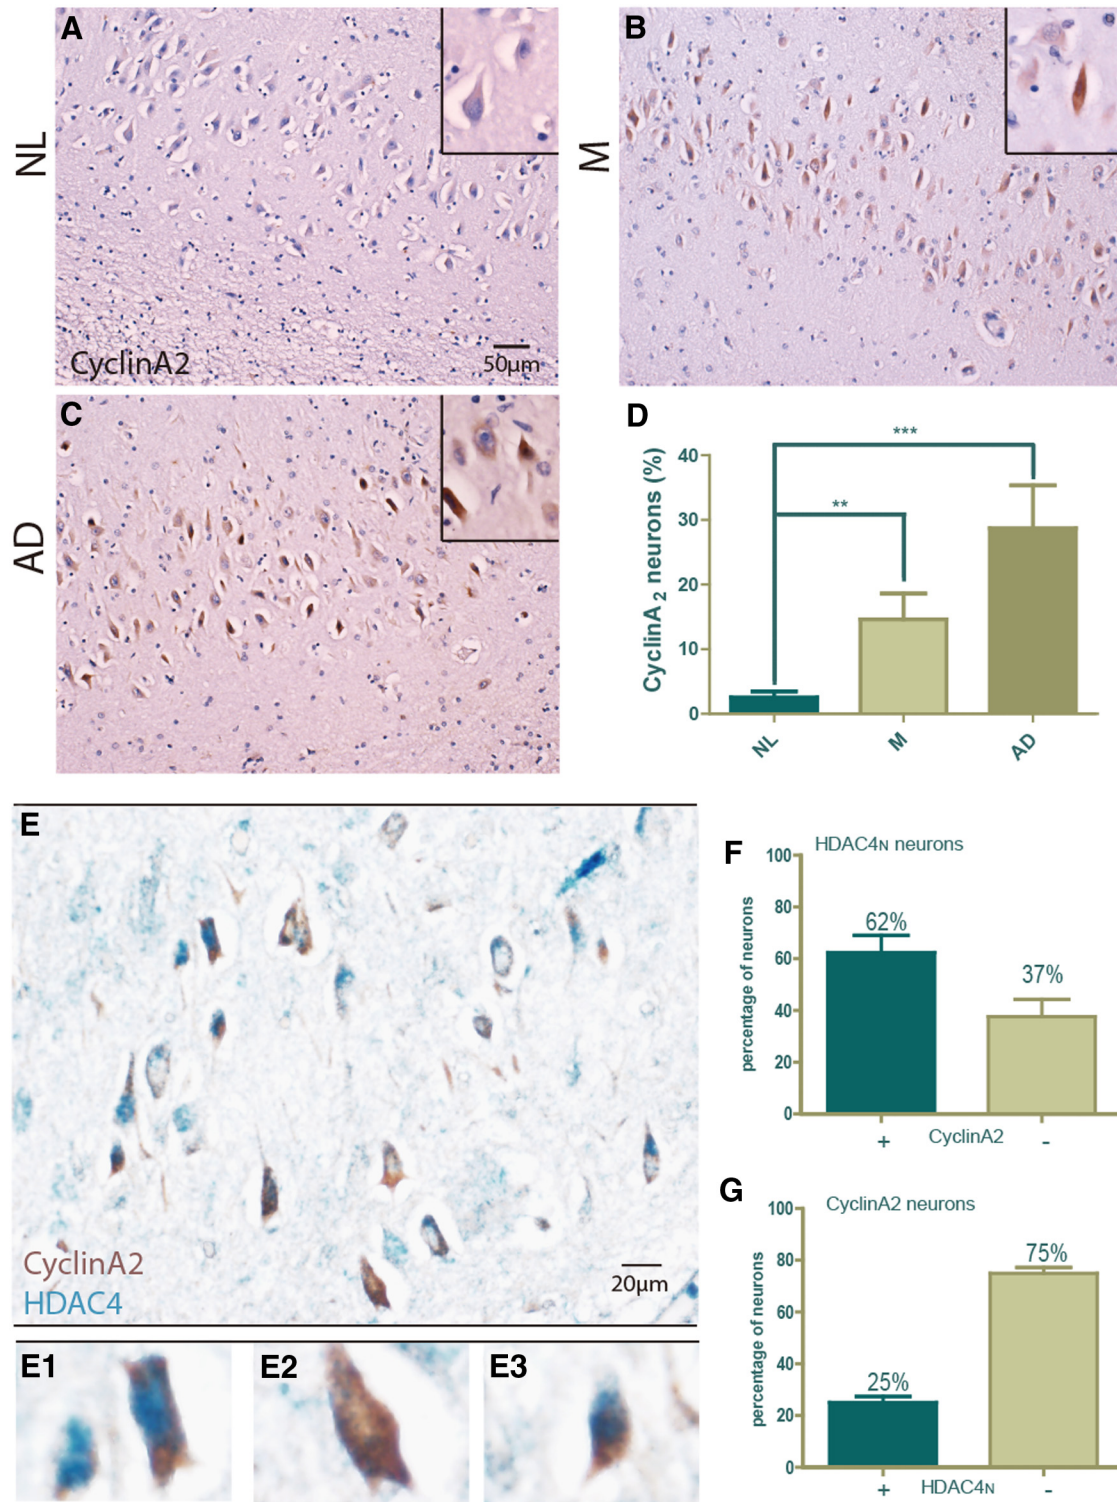 A
NL
CyclinA2
50μm
B
M
C
AD
D
CyclinA2 neurons (%)
40
30
20
10
0
***
**
NL
M
AD
E
CyclinA2
HDAC4
20μm
E1
E2
E3
F
HDAC4N neurons
percentage of neurons
100
80
60
40
20
0
62%
37%
+ CyclinA2 -
G
CyclinA2 neurons
percentage of neurons
100
80
60
40
20
0
25%
75%
+ HDAC4N -